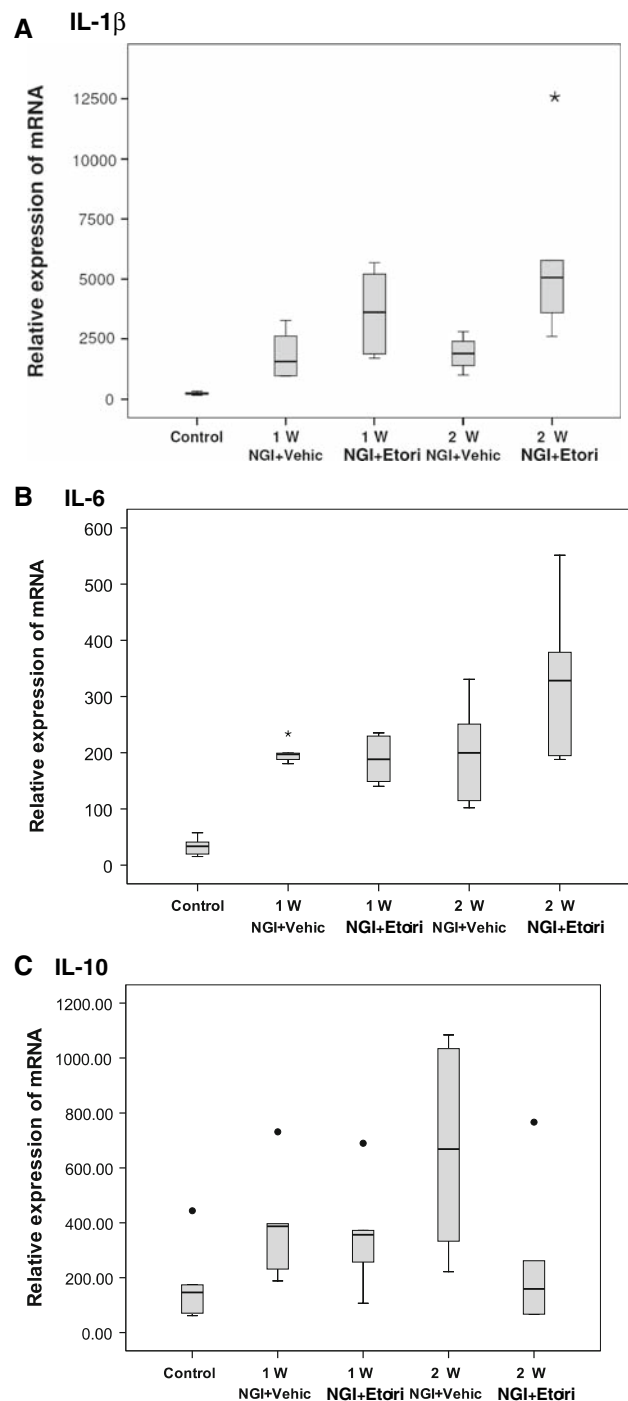 A IL-1β
Relative expression of mRNA
12500
10000
7500
5000
2500
0
Control 1 W 1 W 2 W 2 W
NGI+Vehic NGI+Etori NGI+Vehic NGI+Etori
B IL-6
Relative expression of mRNA
600
500
400
300
200
100
0
Control 1 W 1 W 2 W 2 W
NGI+Vehic NGI+Etori NGI+Vehic NGI+Etori
C IL-10
Relative expression of mRNA
1200.00
1000.00
800.00
600.00
400.00
200.00
0.00
Control 1 W 1 W 2 W 2 W
NGI+Vehic NGI+Etori NGI+Vehic NGI+Etori